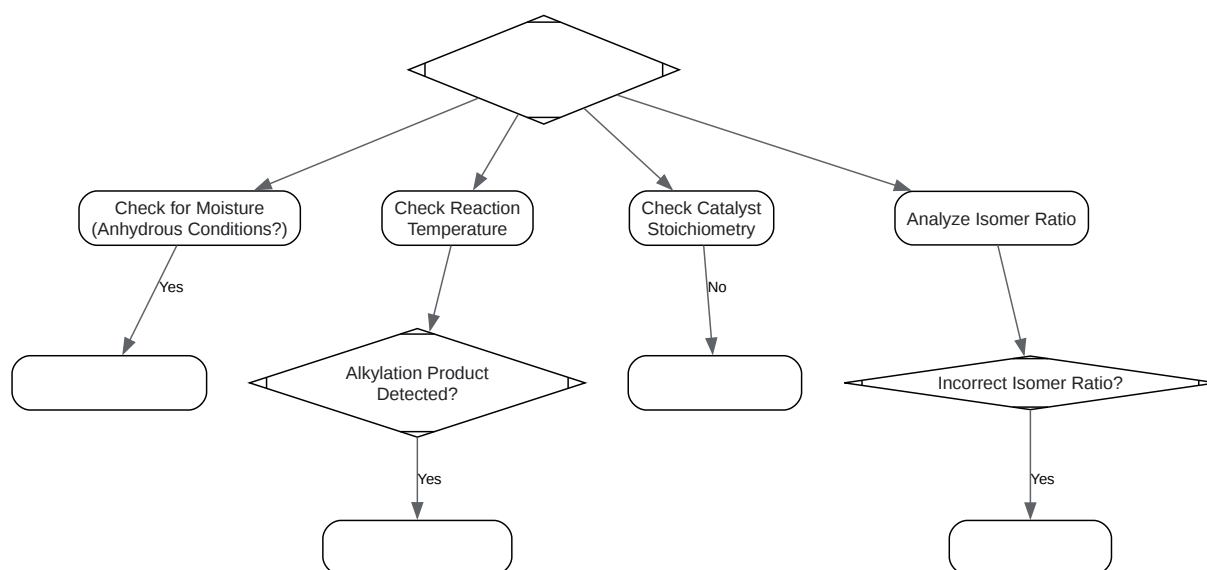 Check for Moisture
(Anhydrous Conditions?)
Check Reaction
Temperature
Check Catalyst
Stoichiometry
Analyze Isomer Ratio
Yes
No
Alkylation Product
Detected?
Incorrect Isomer Ratio?
Yes
Yes